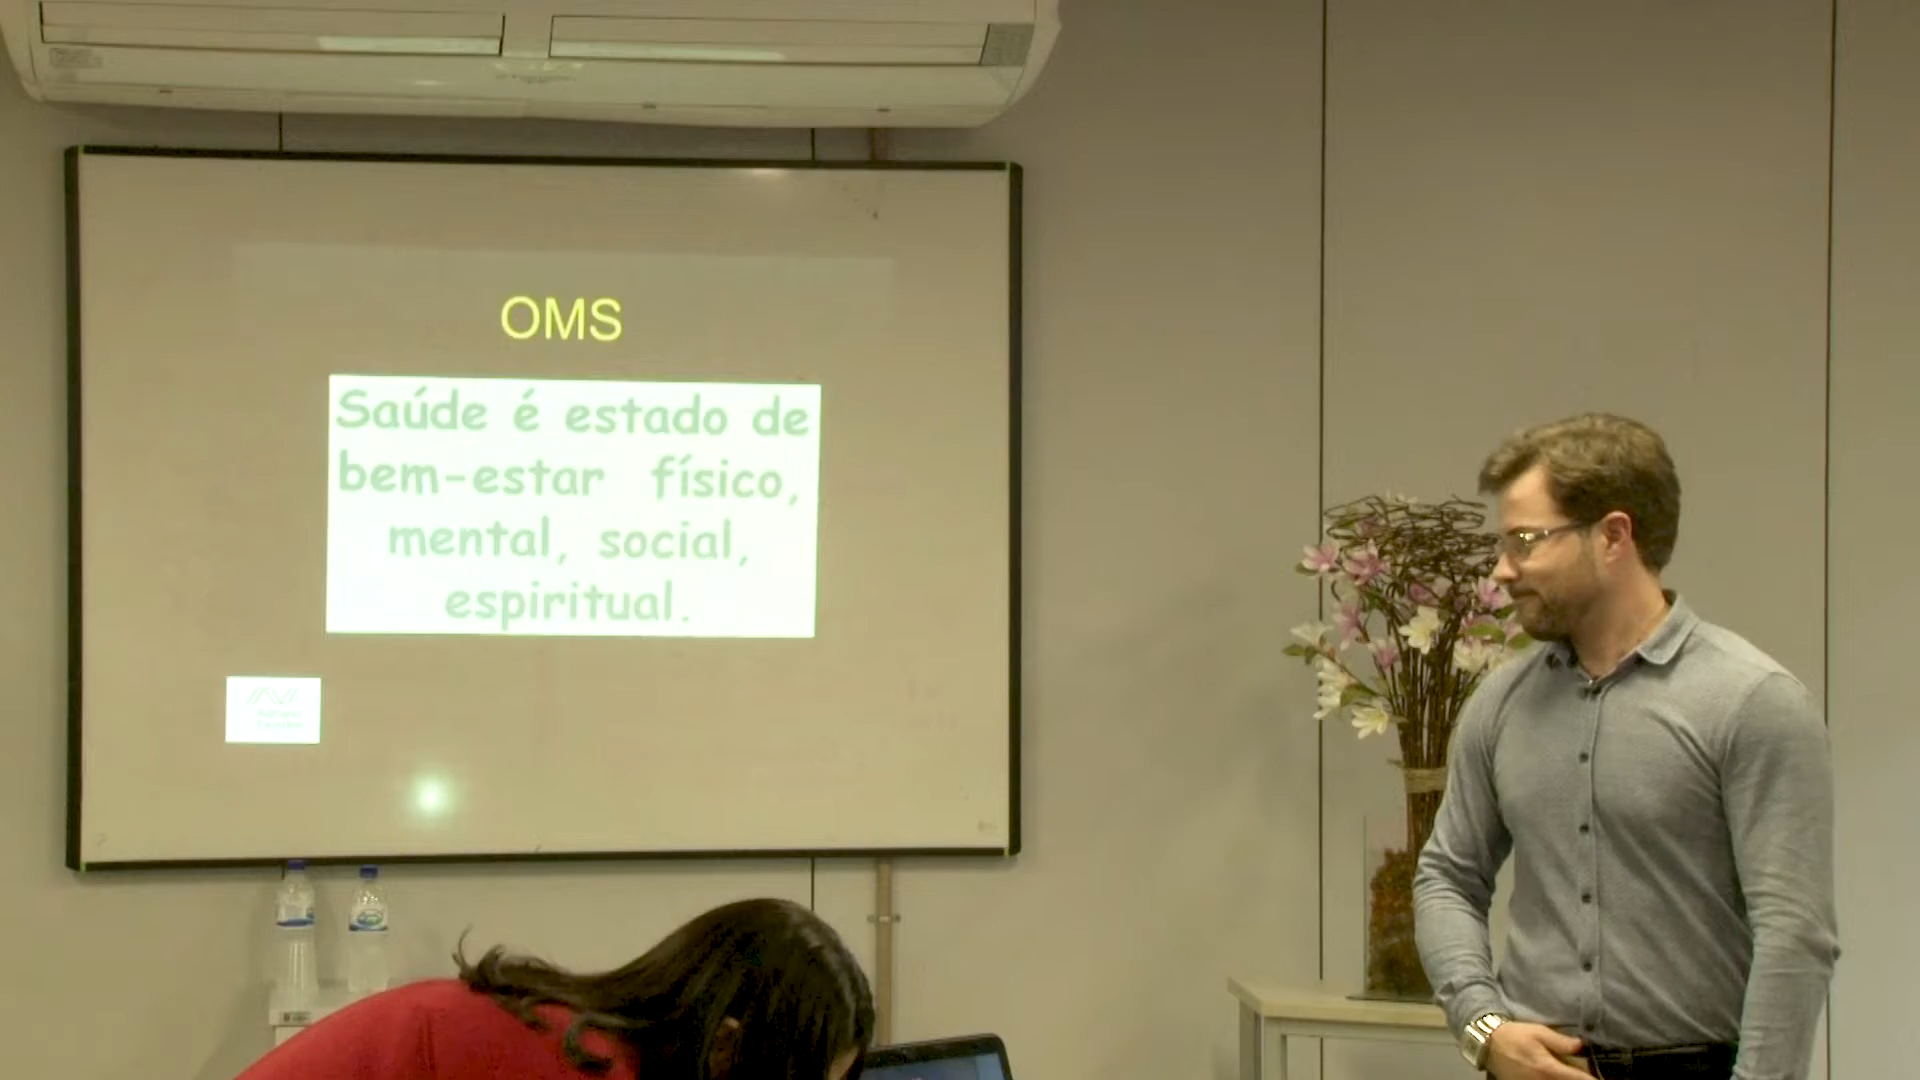 OMS
Saúde é estado de
bem-estar físico,
mental, social,
espiritual.